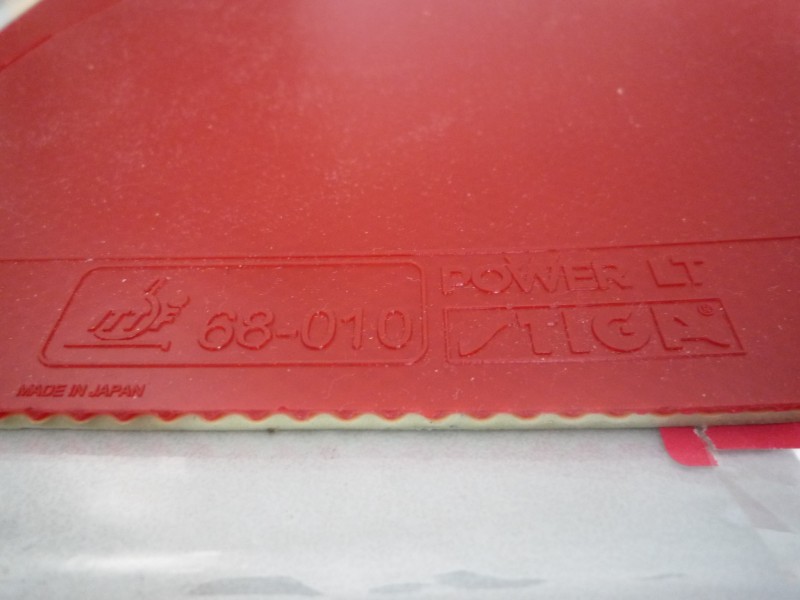 ITTF 68-010
POWER LT
STIGA®
MADE IN JAPAN